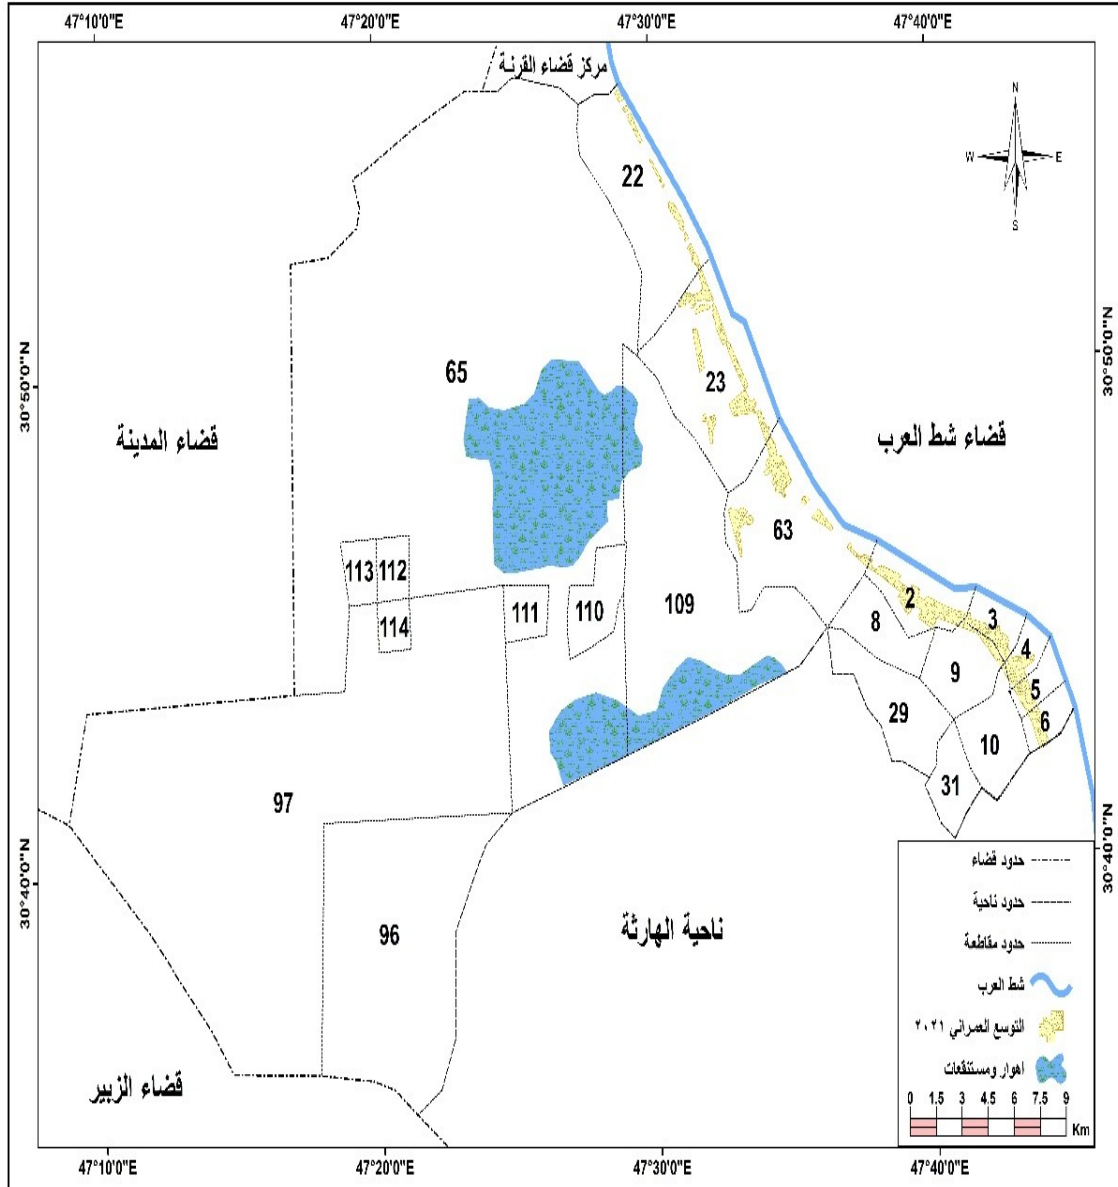 47°10'0"E 47°20'0"E 47°30'0"E 47°40'0"E
مركز قضاء القرنة
N
W E
S
22
30°50'0"N
65
23
30°50'0"N
قضاء المدينة
قضاء شط العرب
63
113 112
111
110
109
2
3
114
8
4
9
5
29
6
10
31
97
30°40'0"N
30°40'0"N
96
ناحية الهارثة
قضاء الزبير
حدود قضاء
حدود ناحية
حدود مقاطعة
شط العرب
التوسع العمراني ٢٠٢١
اهوار ومستنقعات
0 1.5 3 4.5 6 7.5 9
Km
47°10'0"E 47°20'0"E 47°30'0"E 47°40'0"E